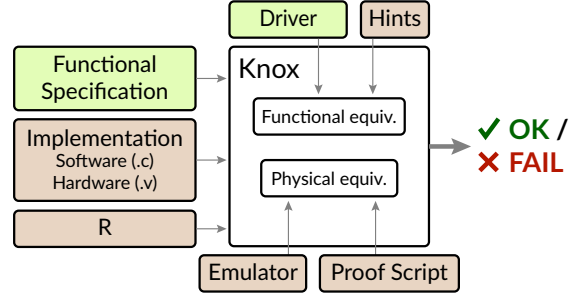 Driver
Hints
Functional
Specification
Knox
Functional equiv.
Implementation
Software (.c)
Hardware (.v)
✓ OK /
✗ FAIL
Physical equiv.
R
Emulator
Proof Script